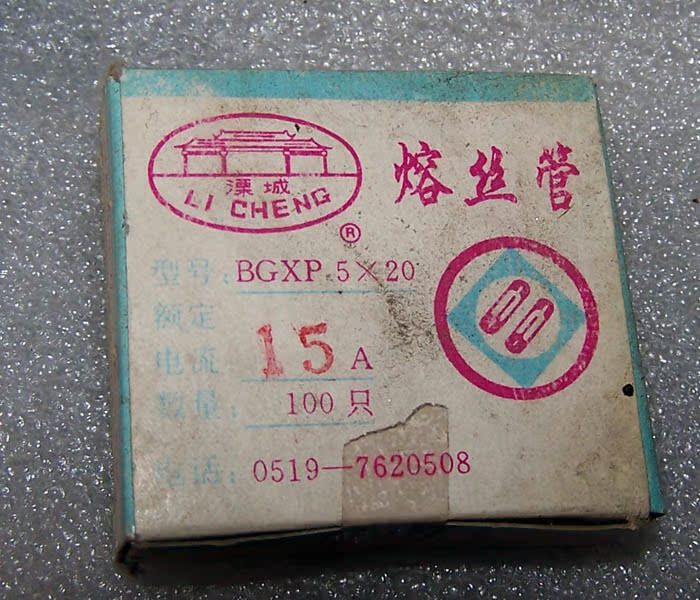 溧城
LI CHENG
®
熔丝管
型号: BGXP 5×20
额定
电流 15 A
数量: 100 只
电话: 0519—7620508